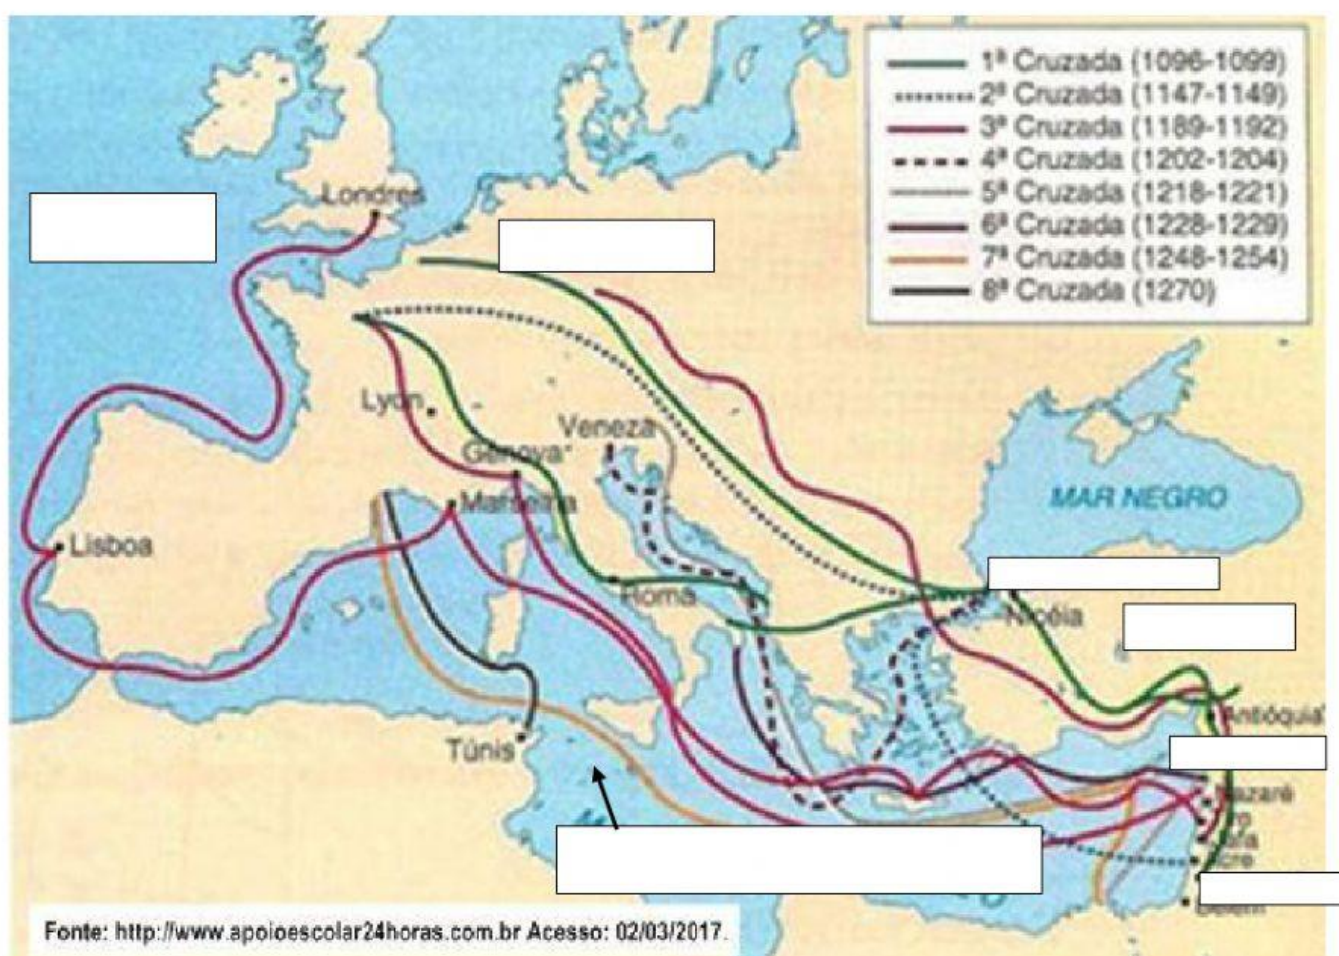 1ª Cruzada (1096-1099)
2ª Cruzada (1147-1149)
3ª Cruzada (1189-1192)
4ª Cruzada (1202-1204)
5ª Cruzada (1218-1221)
6ª Cruzada (1228-1229)
7ª Cruzada (1248-1254)
8ª Cruzada (1270)
Londres
Lyon
Veneza
Genova
Marselha
MAR NEGRO
Lisboa
Roma
Nicéia
Antióquia
Túnis
Nazaré
Fonte: http://www.apoioescolar24horas.com.br Acesso: 02/03/2017.